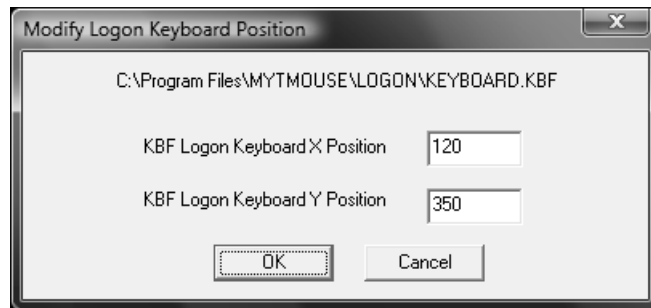 Modify Logon Keyboard Position
C:\Program Files\MYTMOUSE\LOGON\KEYBOARD.KBF
KBF Logon Keyboard X Position 120
KBF Logon Keyboard Y Position 350
OK Cancel